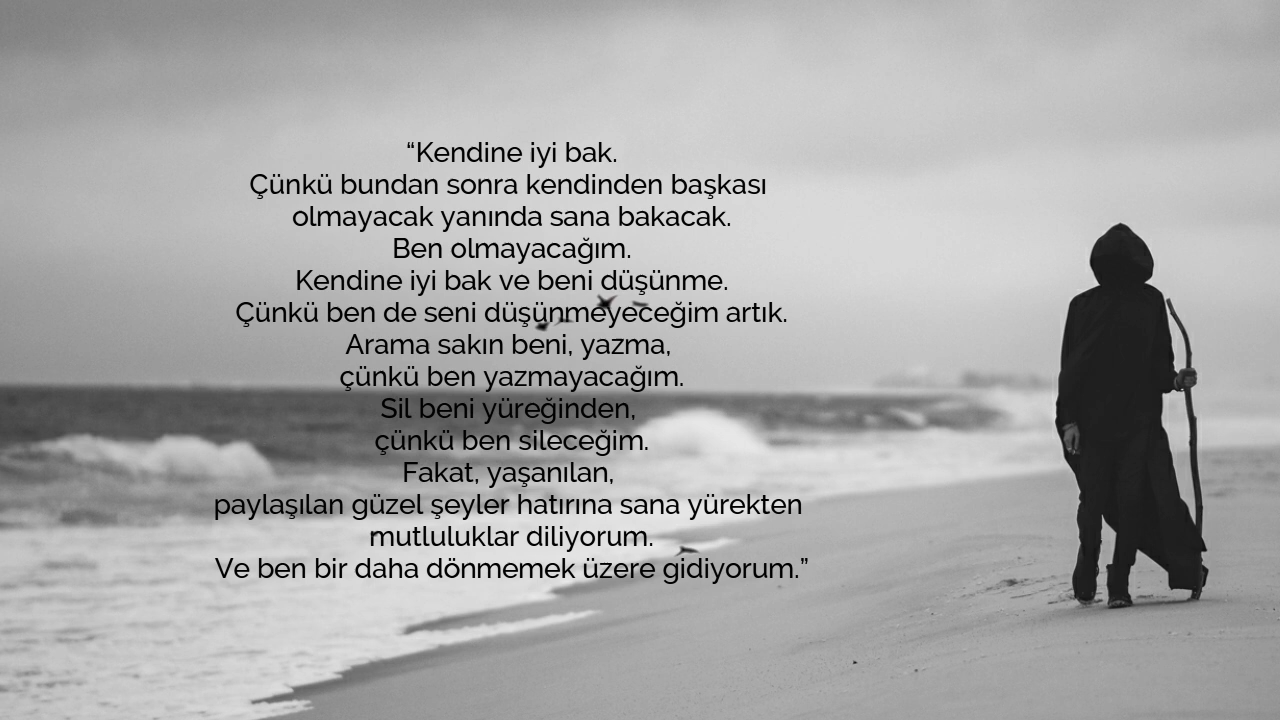 “Kendine iyi bak.
Çünkü bundan sonra kendinden başkası
olmayacak yanında sana bakacak.
Ben olmayacağım.
Kendine iyi bak ve beni düşünme.
Çünkü ben de seni düşünmeyeceğim artık.
Arama sakın beni, yazma,
çünkü ben yazmayacağım.
Sil beni yüreğinden,
çünkü ben sileceğim.
Fakat, yaşanılan,
paylaşılan güzel şeyler hatırına sana yürekten
mutluluklar diliyorum.
Ve ben bir daha dönmemek üzere gidiyorum.”